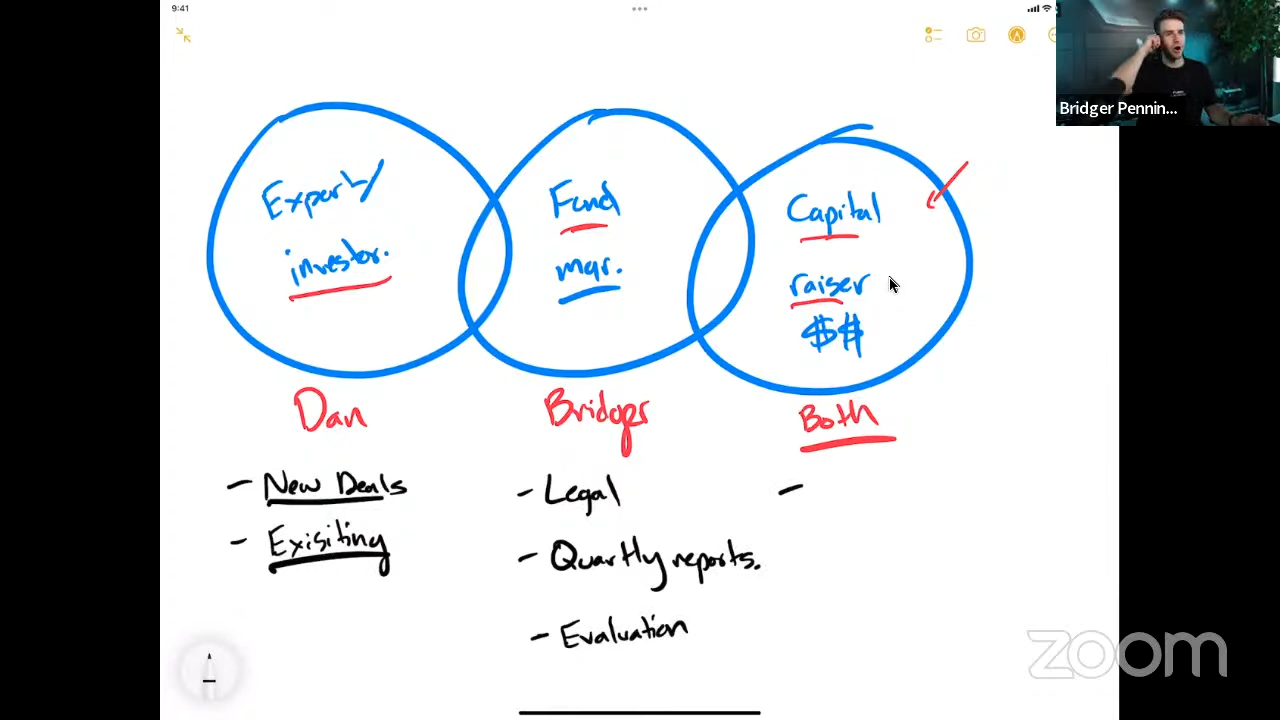 9:41
Bridger Pennin...
Expert/
investor.
Fund
mgr.
Capital
raiser
$$
Dan
Bridger
Both
- New Deals
- Exisiting
- Legal
- Quartly reports.
- Evaluation
-
zoom